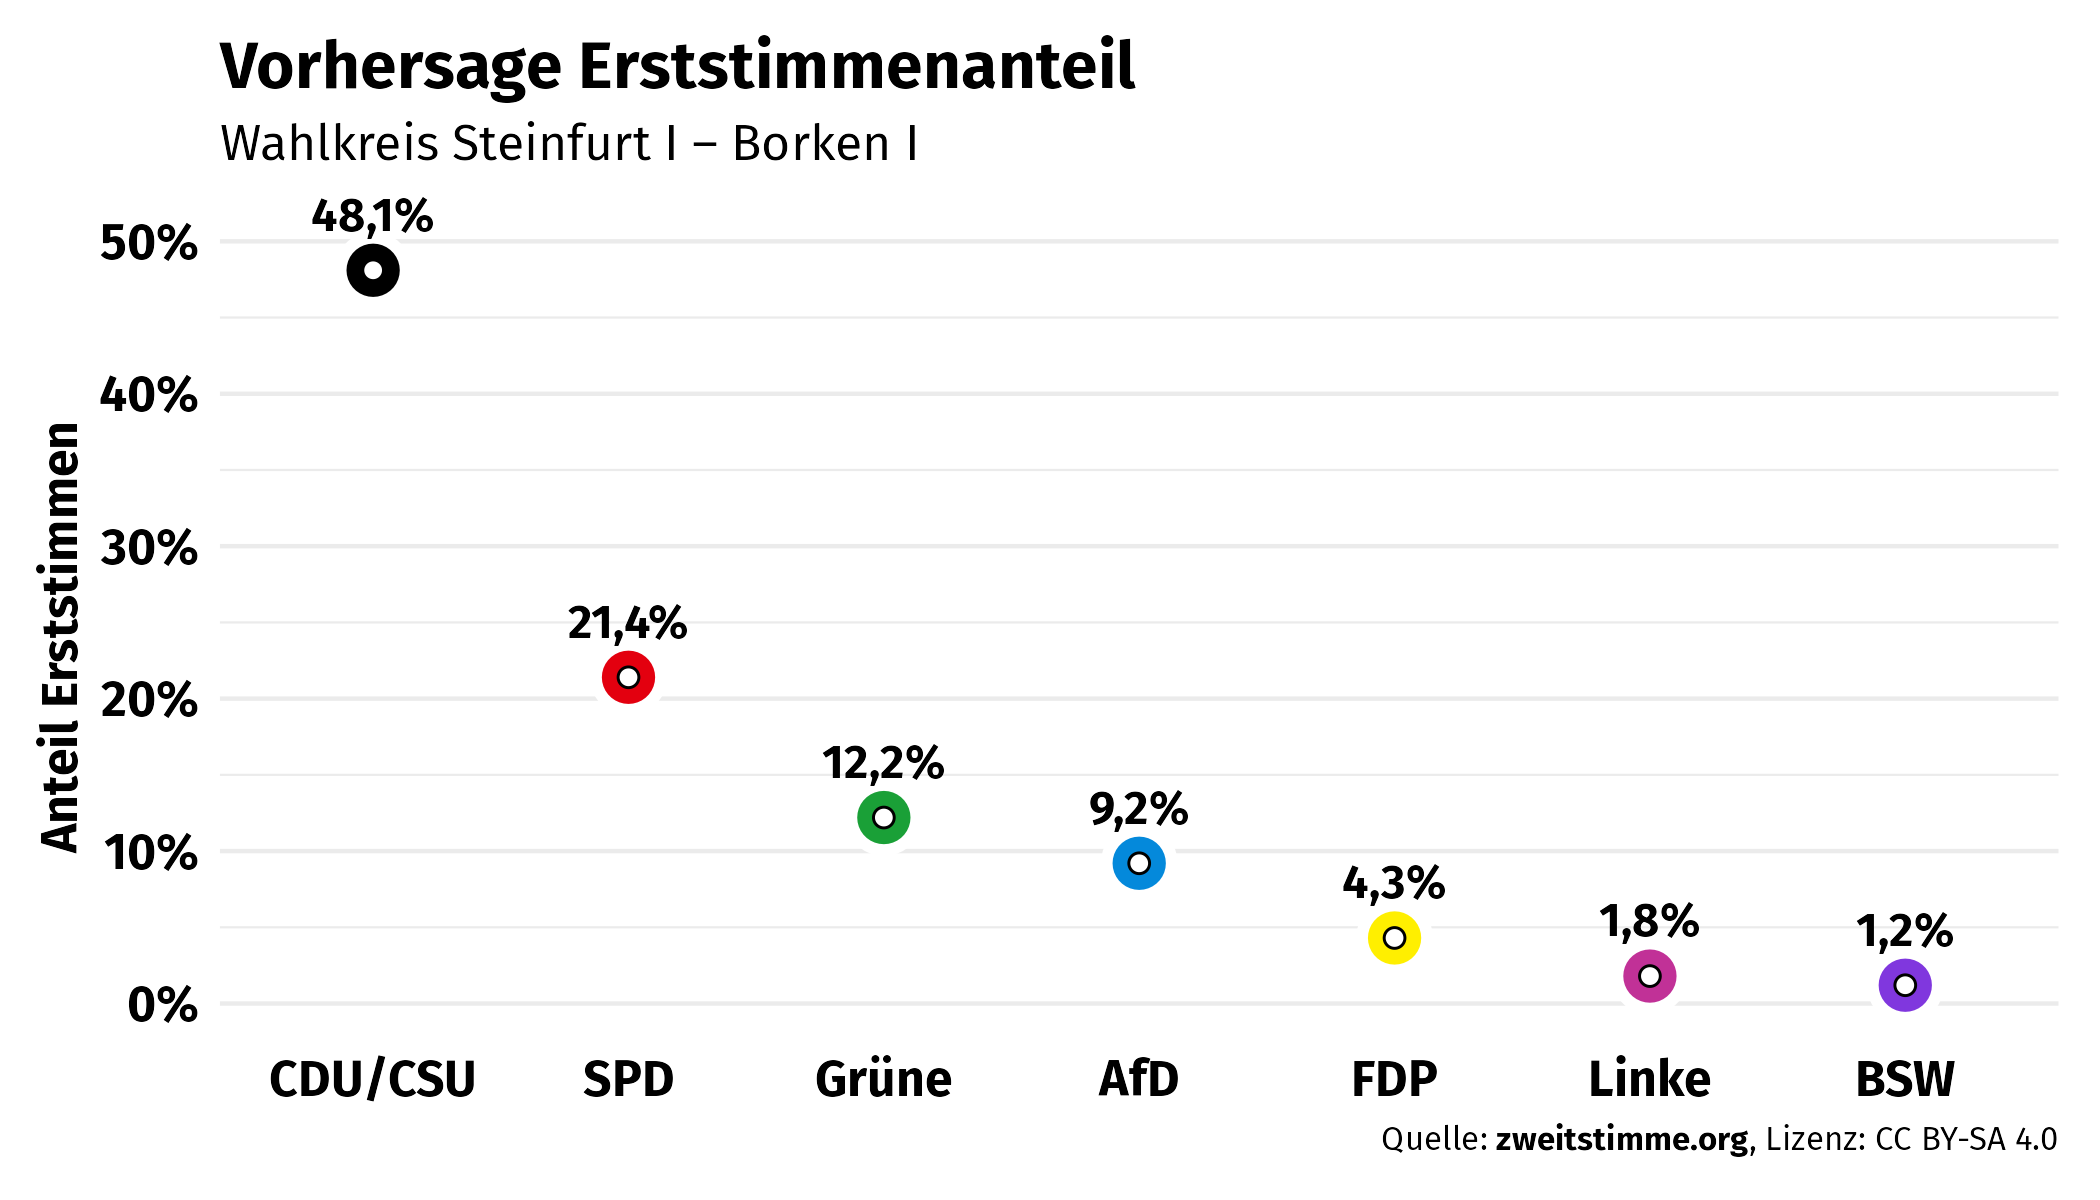 Vorhersage Erststimmenanteil
Wahlkreis Steinfurt I – Borken I
Anteil Erststimmen
50%
40%
30%
20%
10%
0%
48,1%
21,4%
12,2%
9,2%
4,3%
1,8%
1,2%
CDU/CSU SPD Grüne AfD FDP Linke BSW
Quelle: zweitstimme.org, Lizenz: CC BY-SA 4.0